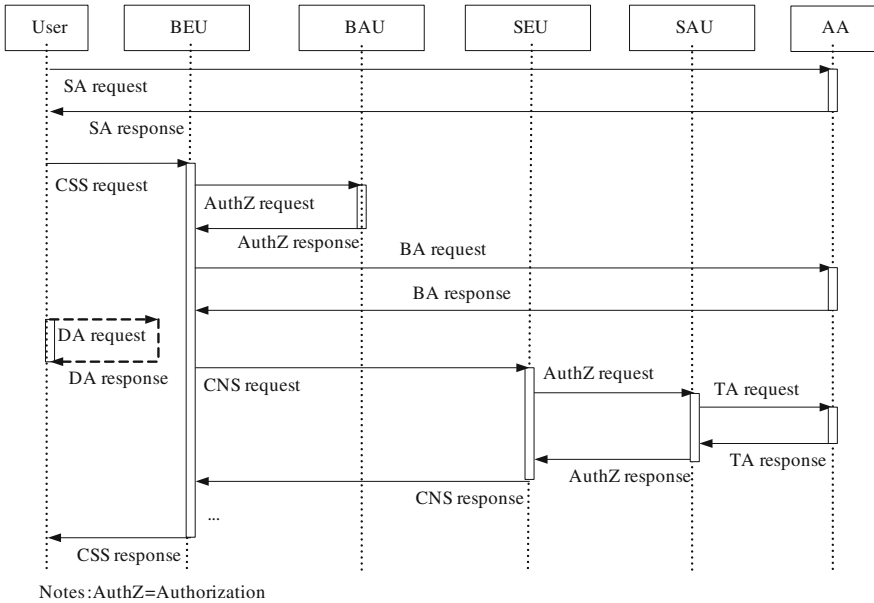 User BEU BAU SEU SAU AA
SA request
SA response
CSS request
AuthZ request
AuthZ response
BA request
BA response
DA request
DA response
CNS request
AuthZ request
TA request
TA response
AuthZ response
CNS response
...
CSS response
Notes:AuthZ=Authorization